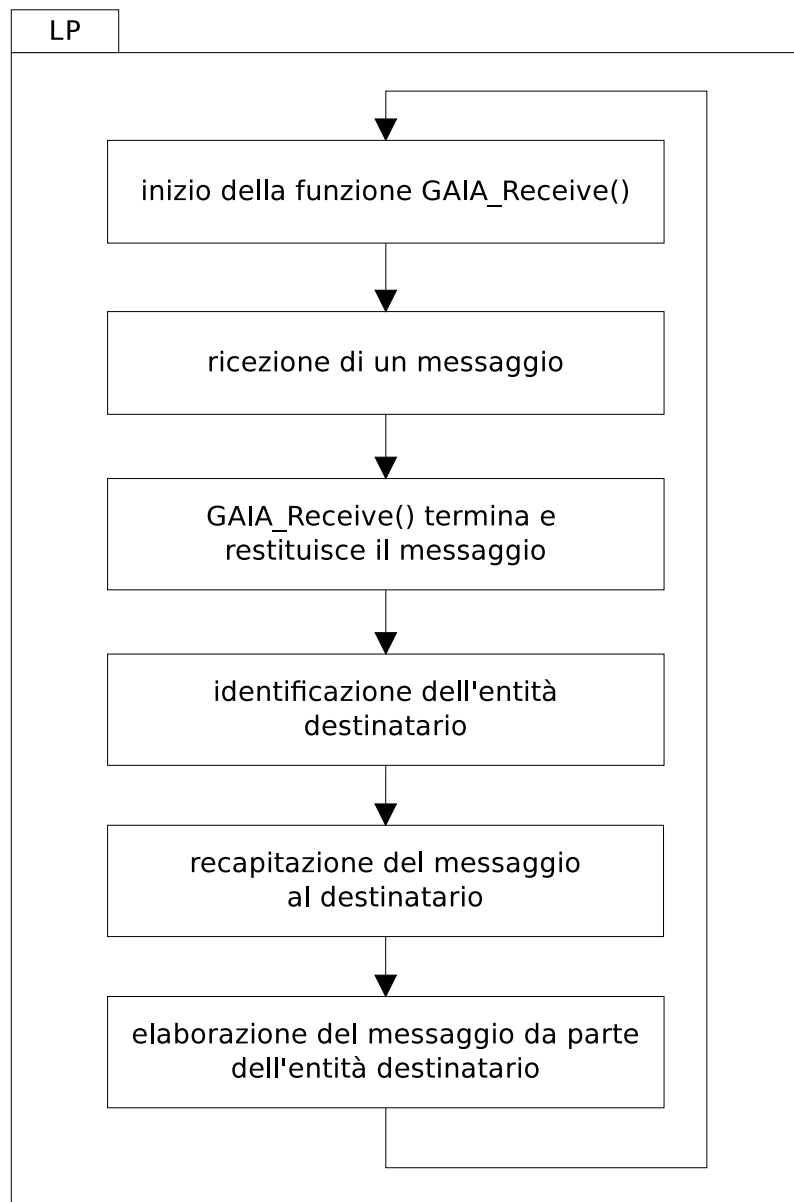 LP
inizio della funzione GAIA_Receive()
ricezione di un messaggio
GAIA_Receive() termina e
restituisce il messaggio
identificazione dell'entità
destinatario
recapitazione del messaggio
al destinatario
elaborazione del messaggio da parte
dell'entità destinatario